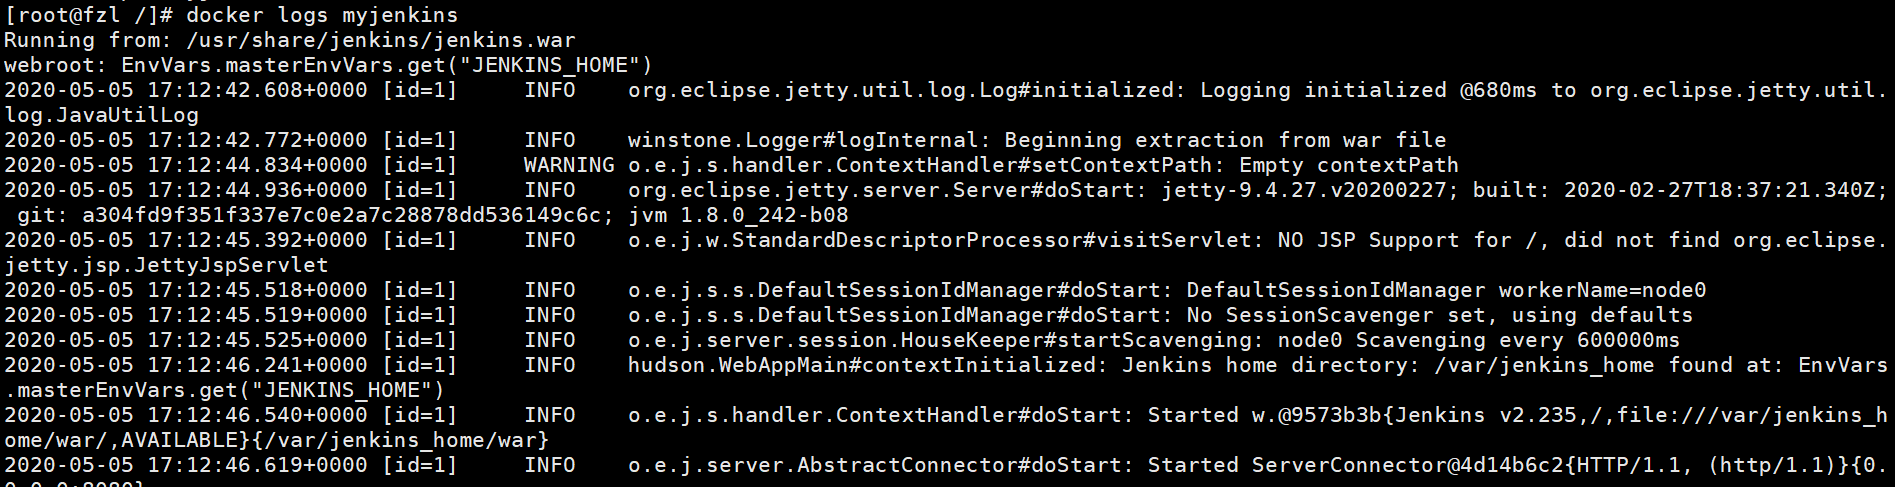 [root@fzl /]# docker logs myjenkins
Running from: /usr/share/jenkins/jenkins.war
webroot: EnvVars.masterEnvVars.get("JENKINS_HOME")
2020-05-05 17:12:42.608+0000 [id=1]     INFO    org.eclipse.jetty.util.log.Log#initialized: Logging initialized @680ms to org.eclipse.jetty.util.
log.JavaUtilLog
2020-05-05 17:12:42.772+0000 [id=1]     INFO    winstone.Logger#logInternal: Beginning extraction from war file
2020-05-05 17:12:44.834+0000 [id=1]     WARNING o.e.j.s.handler.ContextHandler#setContextPath: Empty contextPath
2020-05-05 17:12:44.936+0000 [id=1]     INFO    org.eclipse.jetty.server.Server#doStart: jetty-9.4.27.v20200227; built: 2020-02-27T18:37:21.340Z;
 git: a304fd9f351f337e7c0e2a7c28878dd536149c6c; jvm 1.8.0_242-b08
2020-05-05 17:12:45.392+0000 [id=1]     INFO    o.e.j.w.StandardDescriptorProcessor#visitServlet: NO JSP Support for /, did not find org.eclipse.
jetty.jsp.JettyJspServlet
2020-05-05 17:12:45.518+0000 [id=1]     INFO    o.e.j.s.s.DefaultSessionIdManager#doStart: DefaultSessionIdManager workerName=node0
2020-05-05 17:12:45.519+0000 [id=1]     INFO    o.e.j.s.s.DefaultSessionIdManager#doStart: No SessionScavenger set, using defaults
2020-05-05 17:12:45.525+0000 [id=1]     INFO    o.e.j.server.session.HouseKeeper#startScavenging: node0 Scavenging every 600000ms
2020-05-05 17:12:46.241+0000 [id=1]     INFO    hudson.WebAppMain#contextInitialized: Jenkins home directory: /var/jenkins_home found at: EnvVars
.masterEnvVars.get("JENKINS_HOME")
2020-05-05 17:12:46.540+0000 [id=1]     INFO    o.e.j.s.handler.ContextHandler#doStart: Started w.@9573b3b{Jenkins v2.235,/,file:///var/jenkins_h
ome/war/,AVAILABLE}{/var/jenkins_home/war}
2020-05-05 17:12:46.619+0000 [id=1]     INFO    o.e.j.server.AbstractConnector#doStart: Started ServerConnector@4d14b6c2{HTTP/1.1, (http/1.1)}{0.
0.0.0:8080}